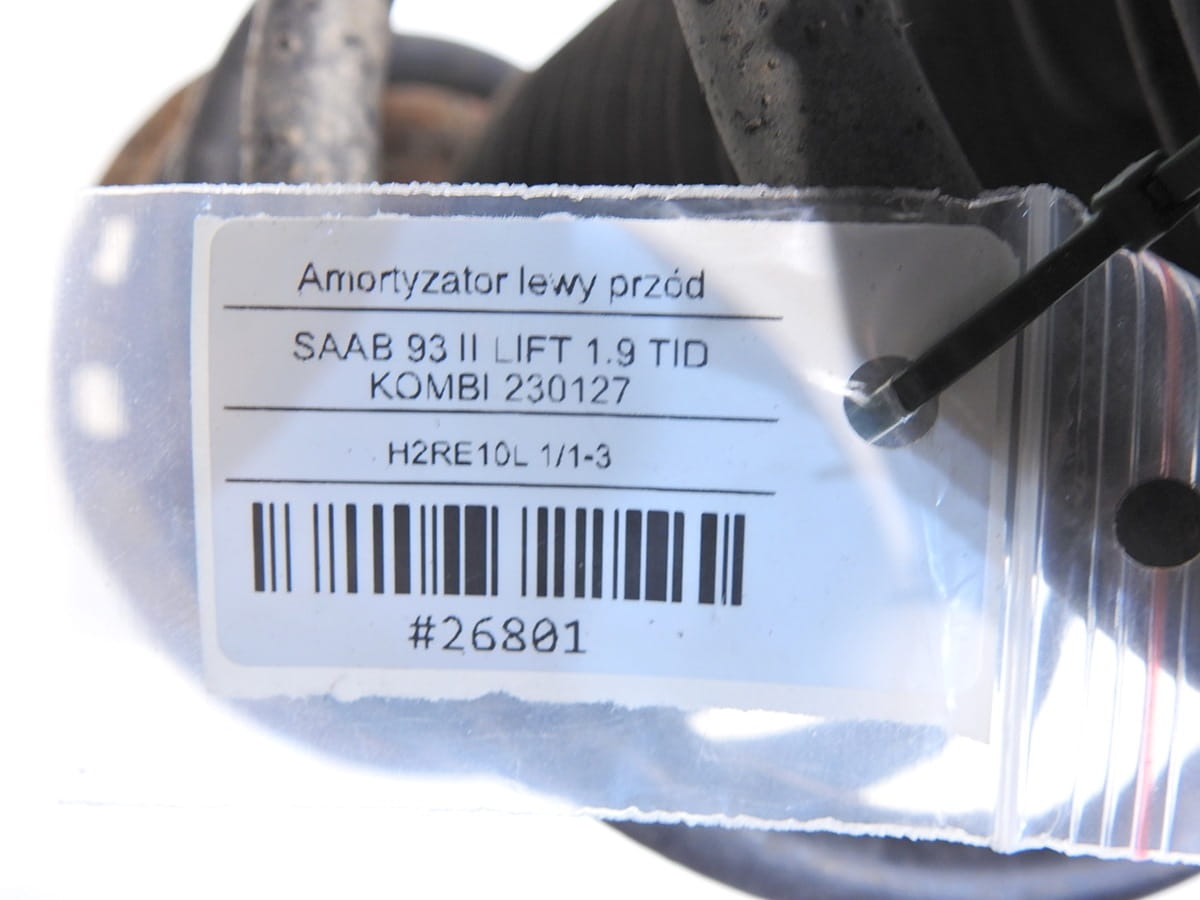 Amortyzator lewy przód
SAAB 93 II LIFT 1.9 TID
KOMBI 230127
H2RE10L 1/1-3
#26801